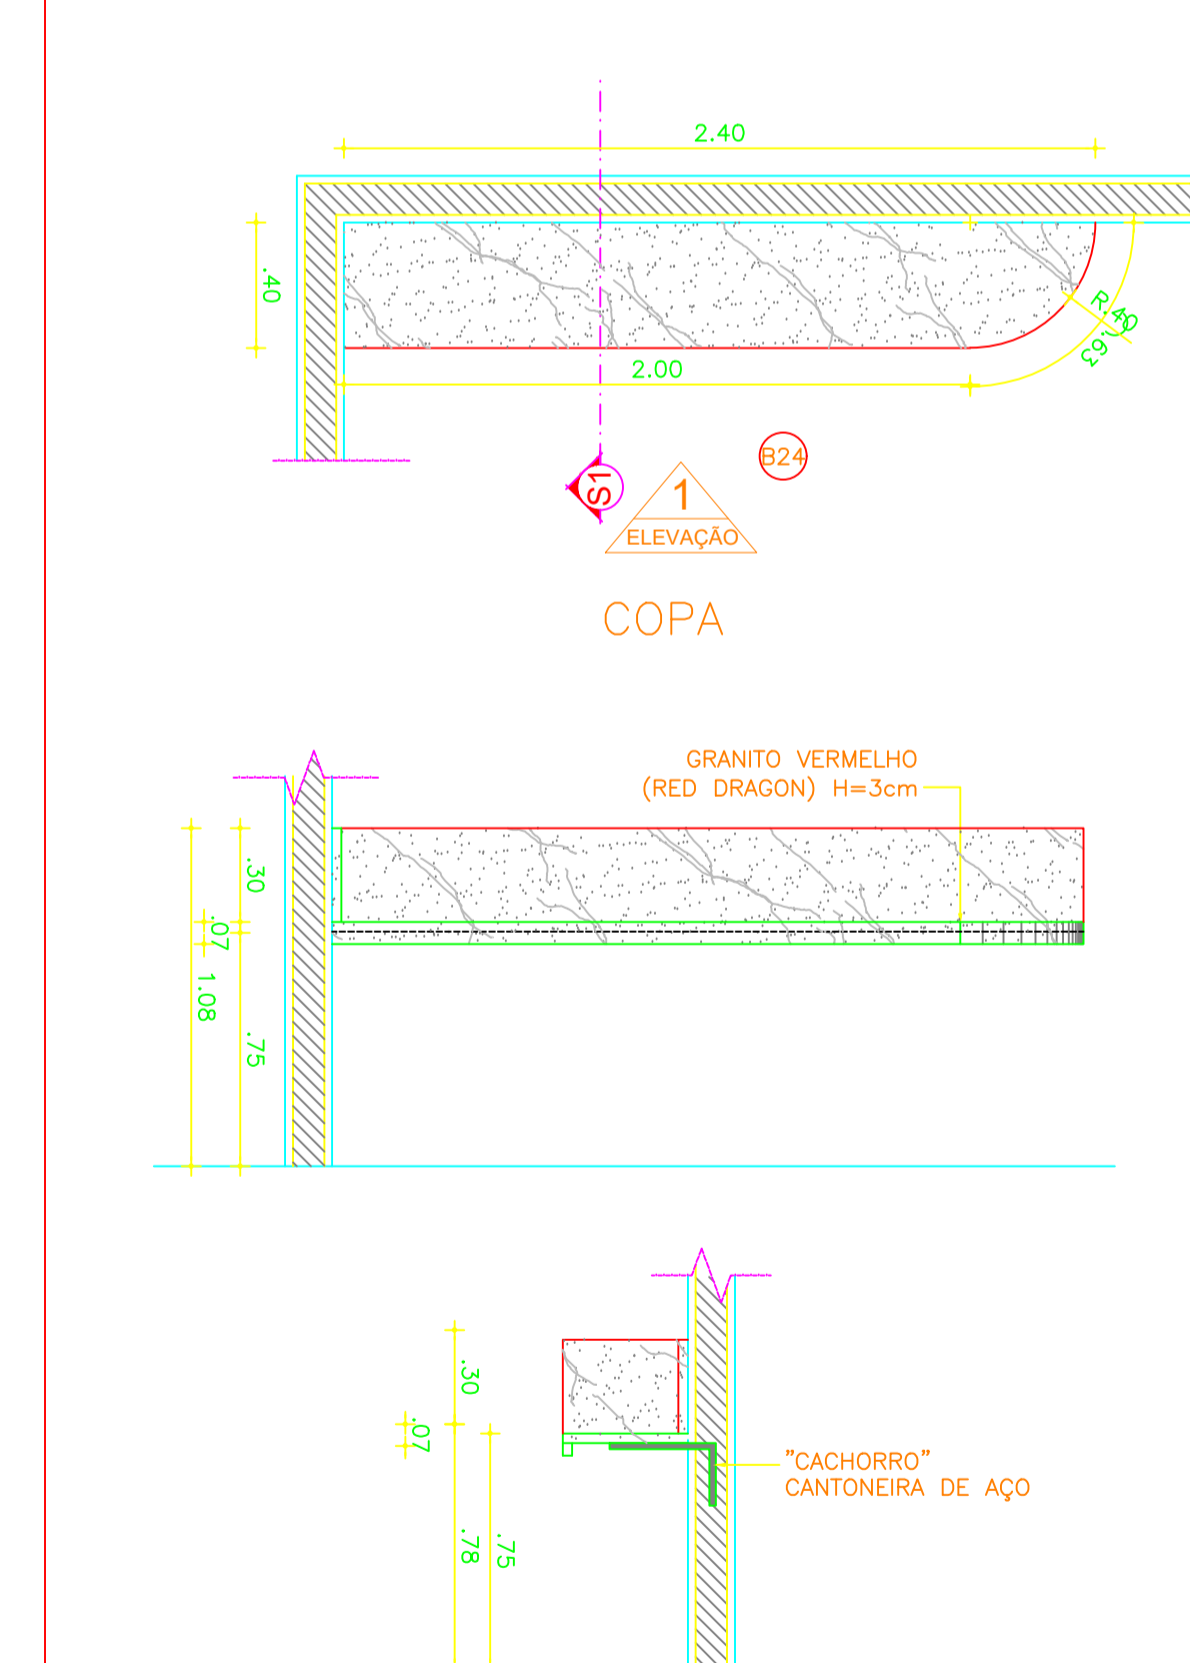 2.40
.40
R.40
.63
2.00
B24
S1
1
ELEVAÇÃO
COPA
GRANITO VERMELHO
(RED DRAGON) H=3cm
.30
.07
1.08
.75
.30
.07
"CACHORRO"
CANTONEIRA DE AÇO
.78
.75